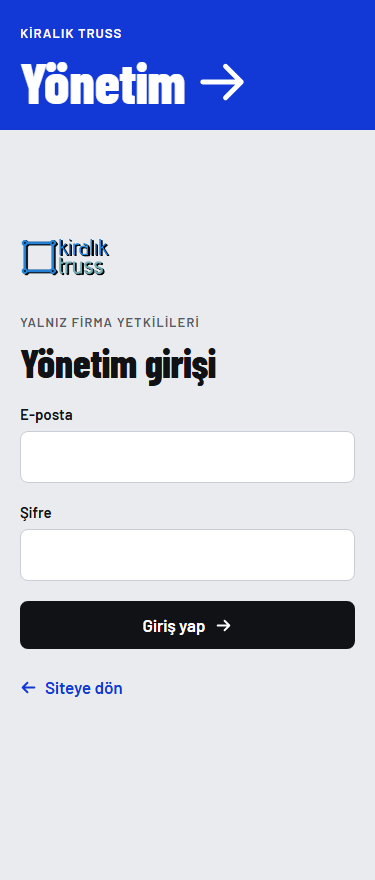 KİRALIK TRUSS
Yönetim →
kiralık
truss
YALNIZ FİRMA YETKİLİLERİ
Yönetim girişi
E-posta
Şifre
Giriş yap →
← Siteye dön